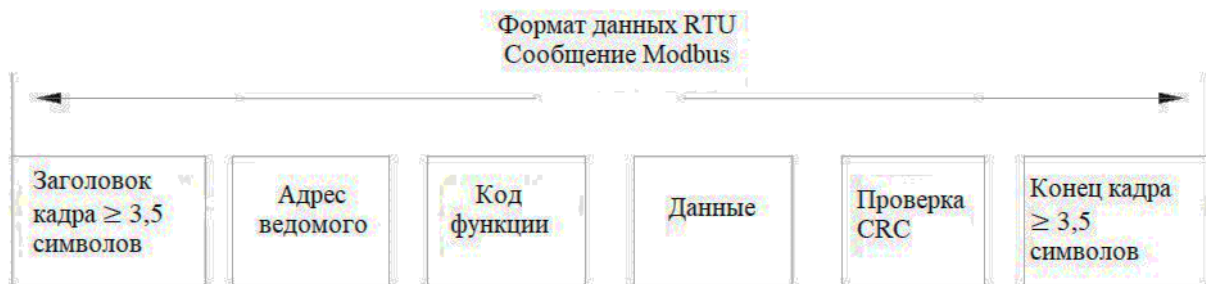 Формат данных RTU
Сообщение Modbus
Заголовок
кадра ≥ 3,5
символов
Адрес
ведомого
Код
функции
Данные
Проверка
CRC
Конец кадра
≥ 3,5
символов